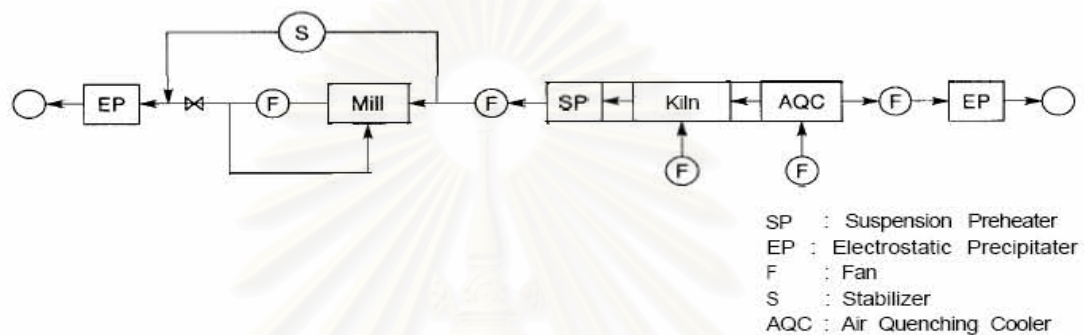 S
EP
F
Mill
F
SP
Kiln
AQC
F
EP
F
F
SP : Suspension Preheater
EP : Electrostatic Precipitater
F : Fan
S : Stabilizer
AQC : Air Quenching Cooler